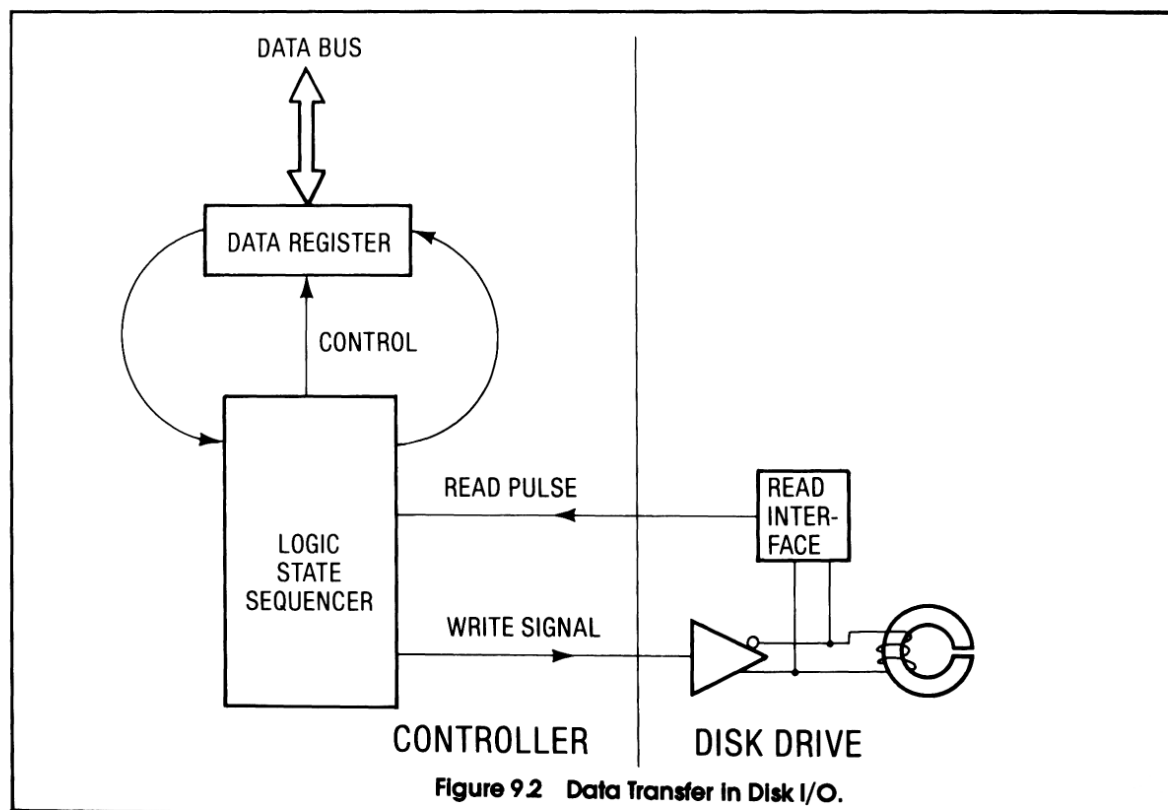 DATA BUS
DATA REGISTER
CONTROL
LOGIC
STATE
SEQUENCER
READ PULSE
WRITE SIGNAL
READ
INTER-
FACE
CONTROLLER
DISK DRIVE
Figure 9.2 Data Transfer in Disk I/O.